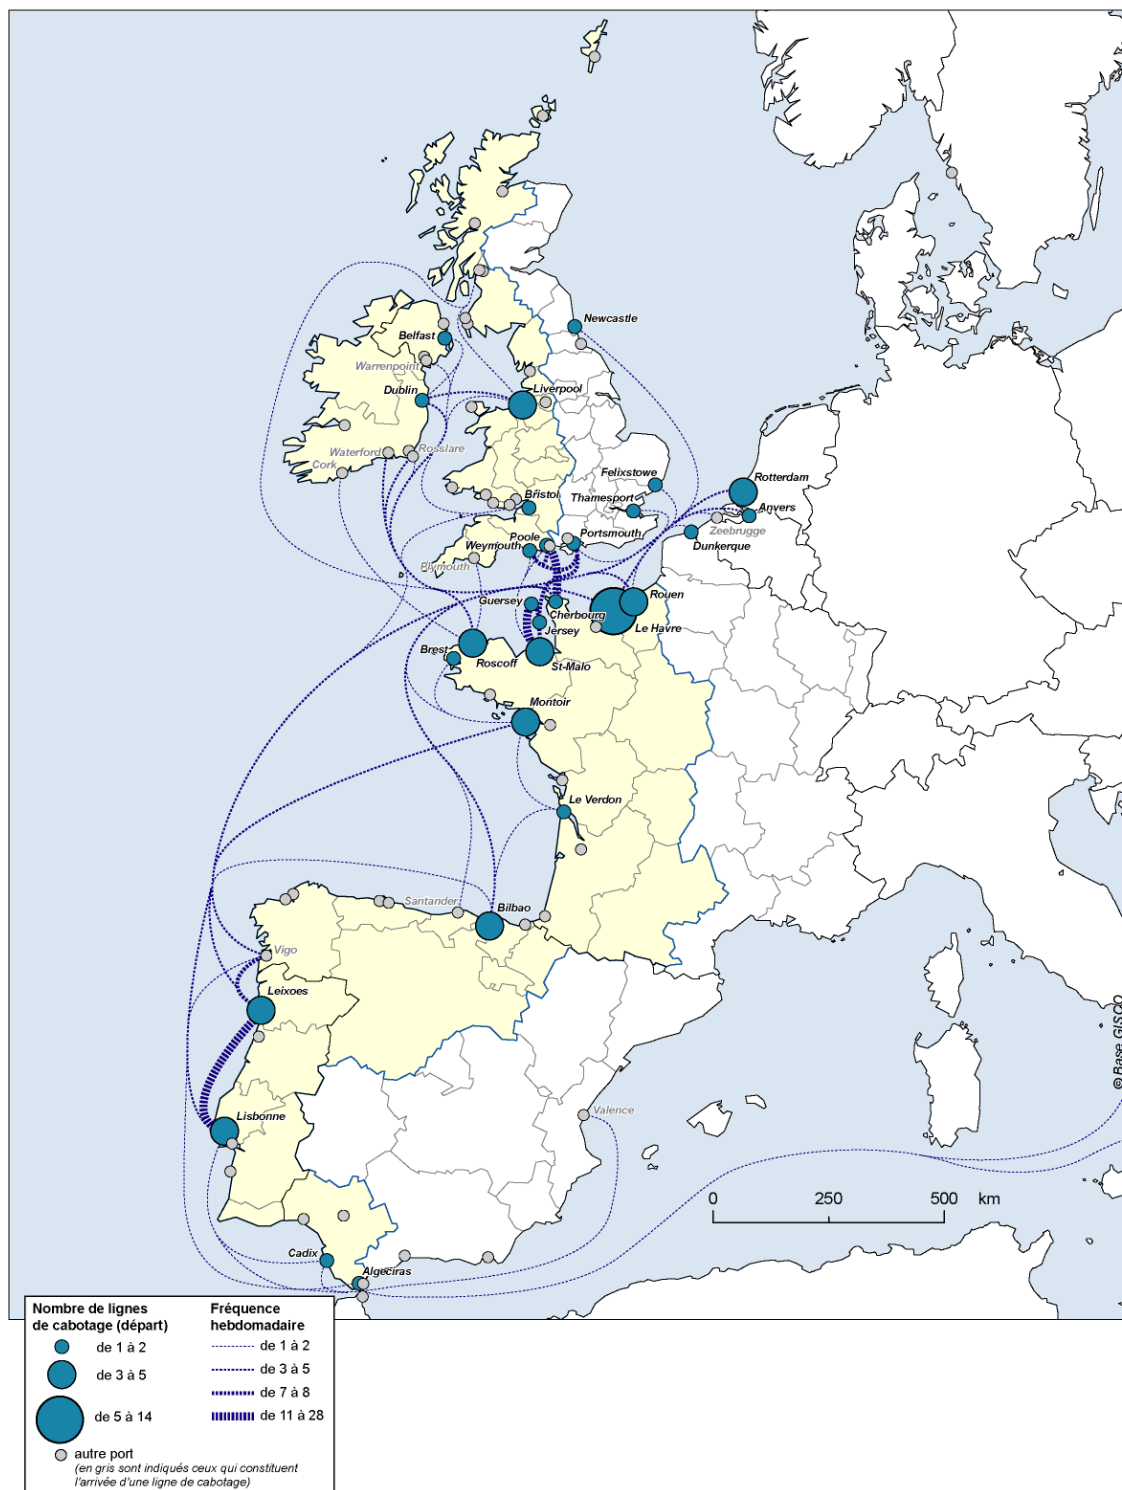 Newcastle
Belfast
Warrenpoint
Dublin
Liverpool
Waterford
Rosslare
Cork
Felixstowe
Rotterdam
Thamesport
Bristol
Anvers
Zeebrugge
Poole
Portsmouth
Weymouth
Dunkerque
Plymouth
Guersey
Cherbourg
Rouen
Le Havre
Jersey
Brest
Roscoff
St-Malo
Montoir
Le Verdon
Santander
Bilbao
Vigo
Leixoes
© Base GISCO
Lisbonne
Valence
0 250 500 km
Cadix
Algeciras
Nombre de lignes
de cabotage (départ)
de 1 à 2
de 3 à 5
de 5 à 14
autre port
(en gris sont indiqués ceux qui constituent
l'arrivée d'une ligne de cabotage)
Fréquence
hebdomadaire
de 1 à 2
de 3 à 5
de 7 à 8
de 11 à 28